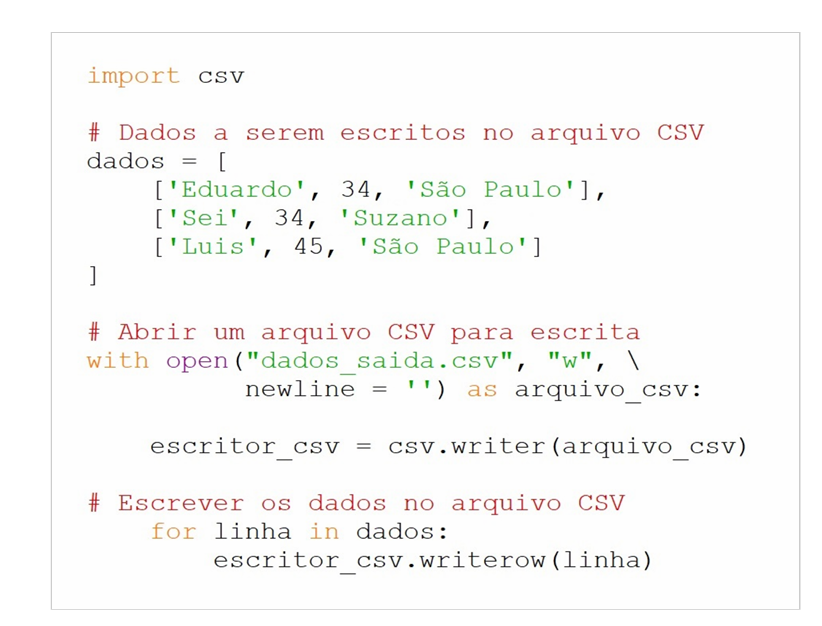 import csv
# Dados a serem escritos no arquivo CSV
dados = [
    ['Eduardo', 34, 'São Paulo'],
    ['Sei', 34, 'Suzano'],
    ['Luis', 45, 'São Paulo']
]
# Abrir um arquivo CSV para escrita
with open("dados_saida.csv", "w", \
          newline = '') as arquivo_csv:
    escritor_csv = csv.writer(arquivo_csv)
# Escrever os dados no arquivo CSV
    for linha in dados:
        escritor_csv.writerow(linha)